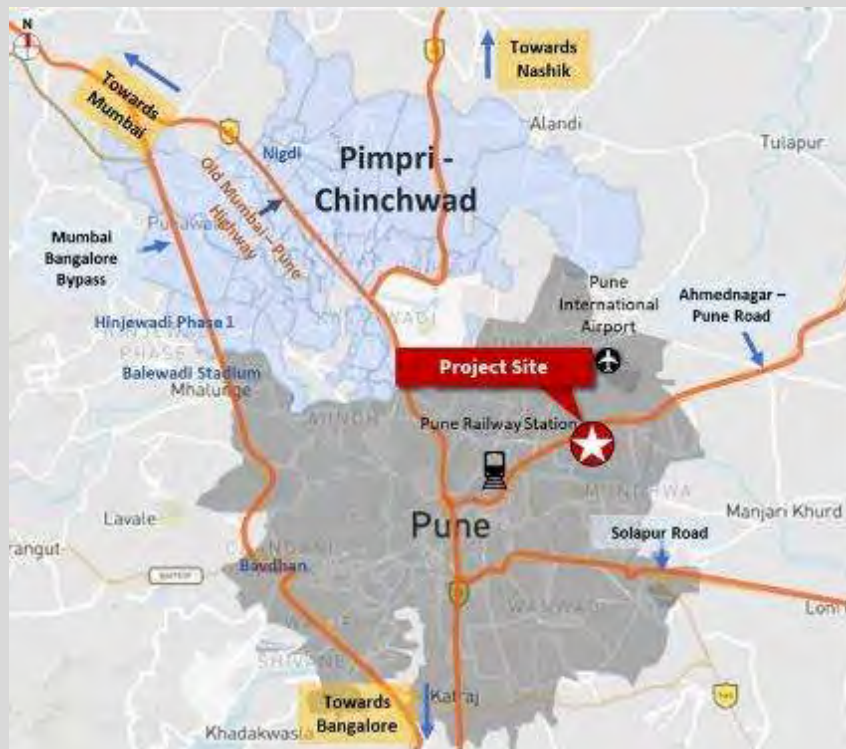 N
Towards
Mumbai
Towards
Nashik
Alandi
Tulapur
Nigdi
Pimpri -
Chinchwad
Old Mumbai – Pune
Highway
Mumbai
Bangalore
Bypass
Pune
International
Airport
Ahmednagar –
Pune Road
Hinjewadi Phase 1
PHASE
Balewadi Stadium
Mhalunge
Project Site
Pune Railway Station
MUNDHWA
Pune
Lavale
Manjari Khurd
Solapur Road
Bavdhan
Towards
Bangalore
Katraj
Khadakwasla